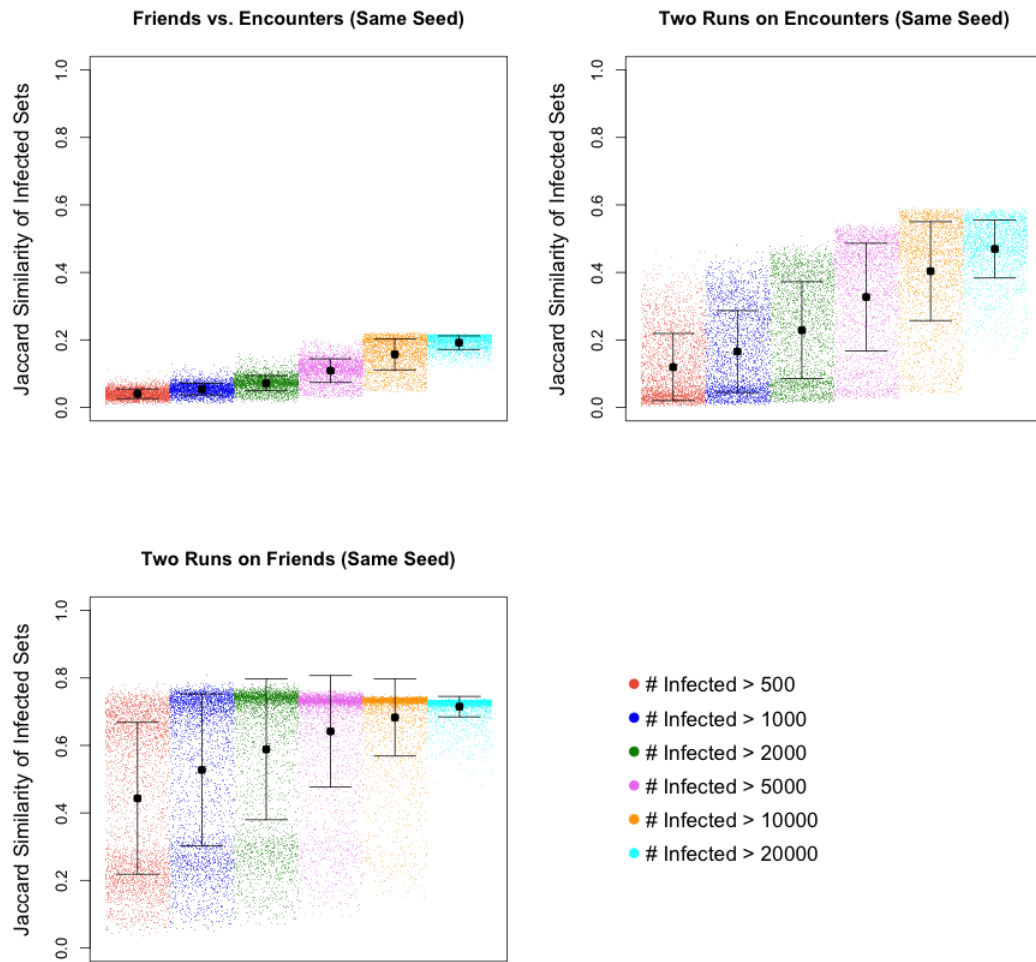 Friends vs. Encounters (Same Seed)
Jaccard Similarity of Infected Sets
1.0
0.8
0.6
0.4
0.2
0.0
Two Runs on Encounters (Same Seed)
Jaccard Similarity of Infected Sets
1.0
0.8
0.6
0.4
0.2
0.0
Two Runs on Friends (Same Seed)
Jaccard Similarity of Infected Sets
1.0
0.8
0.6
0.4
0.2
0.0
# Infected > 500
# Infected > 1000
# Infected > 2000
# Infected > 5000
# Infected > 10000
# Infected > 20000